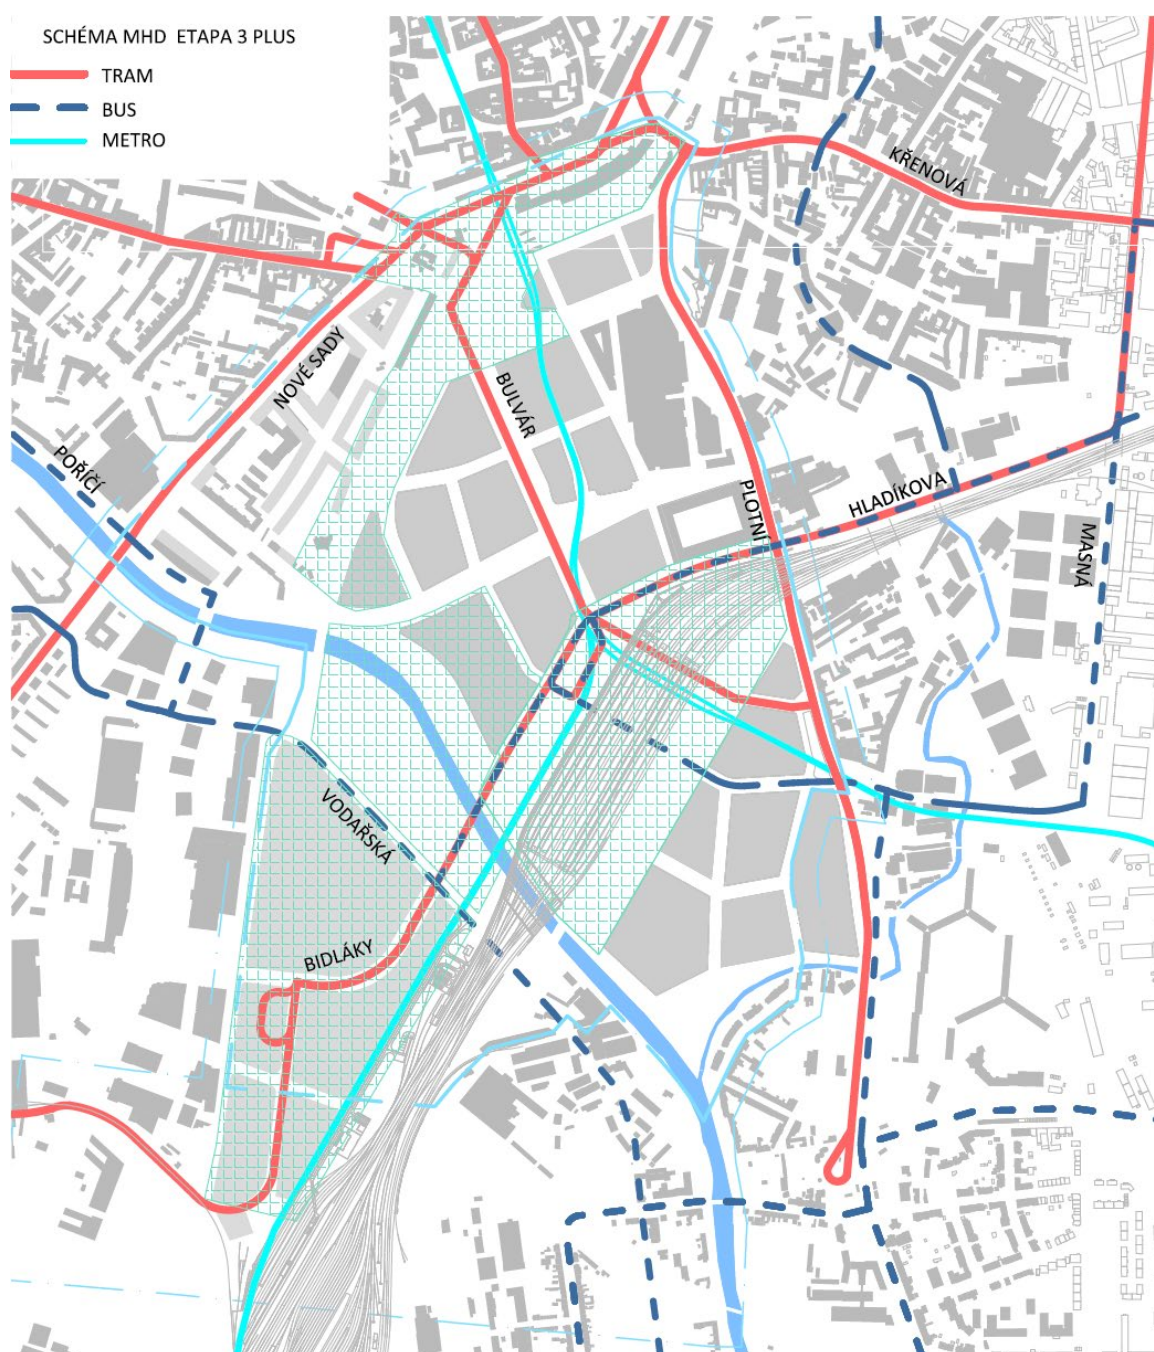 SCHÉMA MHD ETAPA 3 PLUS
TRAM
BUS
METRO
KŘENOVÁ
NOVÉ SADY
BULVÁR
POŘÍČÍ
PLOTNÍ
HLADÍKOVA
MASNÁ
VODAŘSKÁ
BIDLÁKY